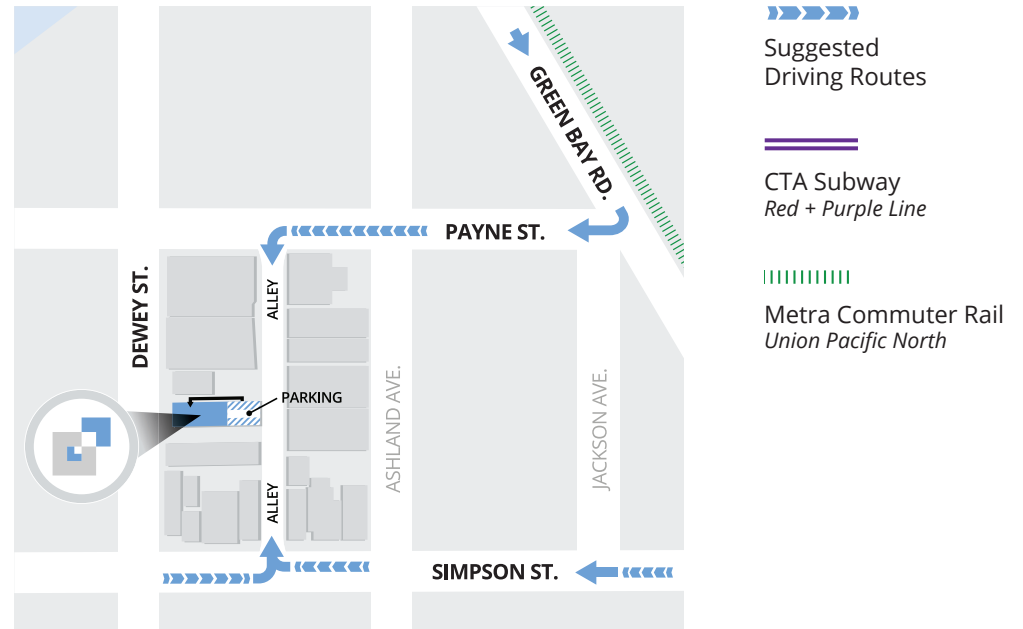 GREEN BAY RD.
PAYNE ST.
DEWEY ST.
ALLEY
PARKING
ASHLAND AVE.
JACKSON AVE.
ALLEY
SIMPSON ST.
Suggested
Driving Routes
CTA Subway
Red + Purple Line
Metra Commuter Rail
Union Pacific North